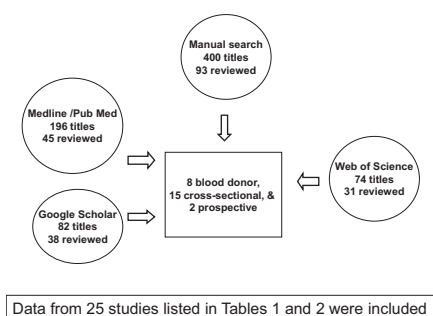 Manual search
400 titles
93 reviewed
Medline /Pub Med
196 titles
45 reviewed
Web of Science
74 titles
31 reviewed
8 blood donor,
15 cross-sectional, &
2 prospective
Google Scholar
82 titles
38 reviewed
Data from 25 studies listed in Tables 1 and 2 were included